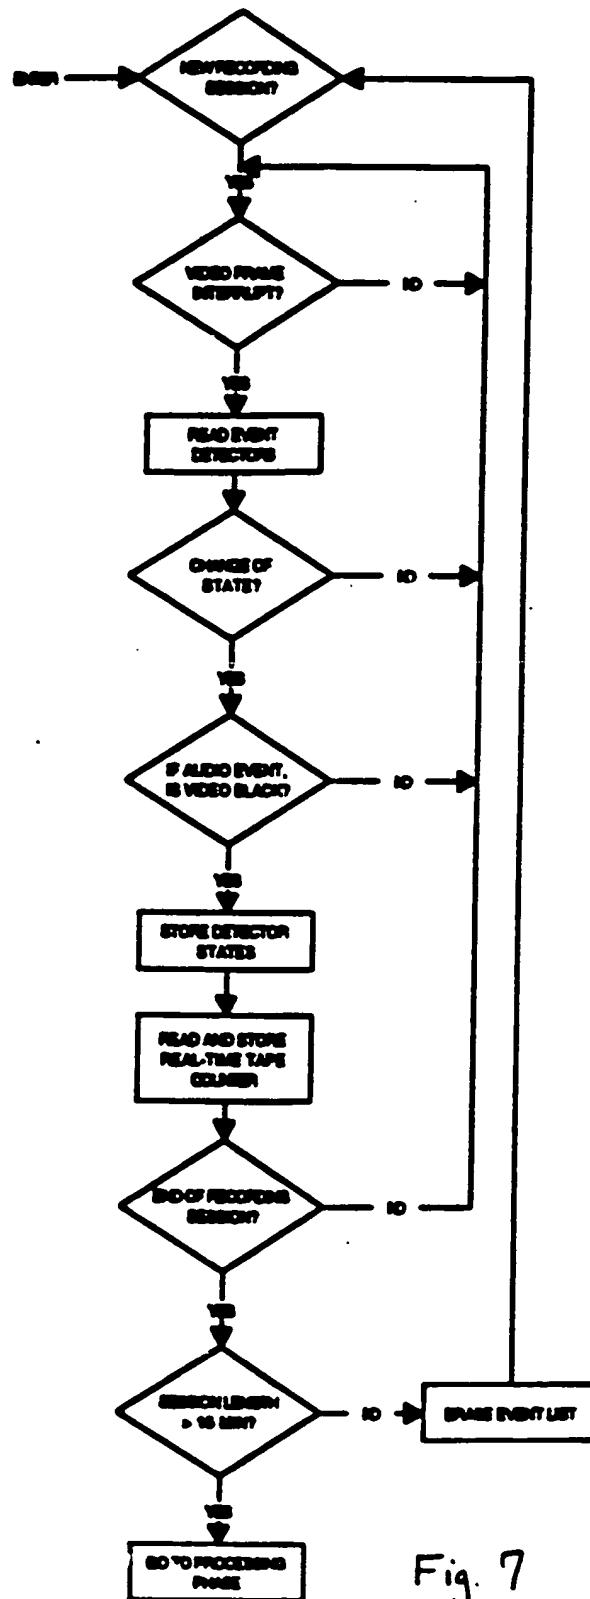 ENTER
NEW RECORDING
SESSION?
YES
VIDEO FRAME
INTERRUPT?
NO
YES
READ EVENT
DETECTORS
CHANGE OF
STATE?
NO
YES
IF AUDIO EVENT,
IS VIDEO BLACK?
NO
YES
STORE DETECTOR
STATES
READ AND STORE
REAL-TIME TAPE
COUNTER
END OF RECORDING
SESSION?
NO
YES
SESSION LENGTH
> 15 MIN?
NO
ERASE EVENT LIST
YES
GO TO PROCESSING
PHASE
Fig. 7